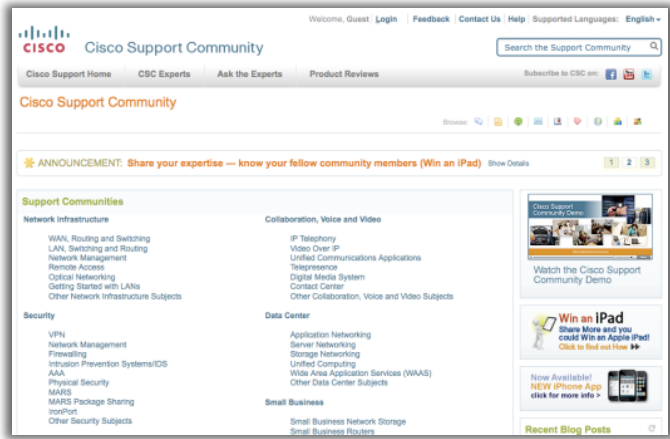 Welcome, Guest Login Feedback Contact Us Help Supported Languages: English
CISCO Cisco Support Community
Search the Support Community
Cisco Support Home CSC Experts Ask the Experts Product Reviews Subscribe to CSC on:
Cisco Support Community
Browse:
ANNOUNCEMENT: Share your expertise --- know your fellow community members (Win an iPad) Show Details 1 2 3
Support Communities
Network Infrastructure
WAN, Routing and Switching
LAN, Switching and Routing
Network Management
Remote Access
Optical Networking
Getting Started with LANs
Other Network Infrastructure Subjects
Security
VPN
Network Management
Firewalling
Intrusion Prevention Systems/IDS
AAA
Physical Security
MARS
MARS Package Sharing
IronPort
Other Security Subjects
Collaboration, Voice and Video
IP Telephony
Video Over IP
Unified Communications Applications
Telepresence
Digital Media System
Contact Center
Other Collaboration, Voice and Video Subjects
Data Center
Application Networking
Server Networking
Storage Networking
Unified Computing
Wide Area Application Services (WAAS)
Other Data Center Subjects
Small Business
Small Business Network Storage
Small Business Routers
Cisco Support
Community Demo
Watch the Cisco Support
Community Demo
Win an iPad
Share More and you
could Win an Apple iPad!
Click to find out How
Now Available!
NEW iPhone App
click for more info >
Recent Blog Posts